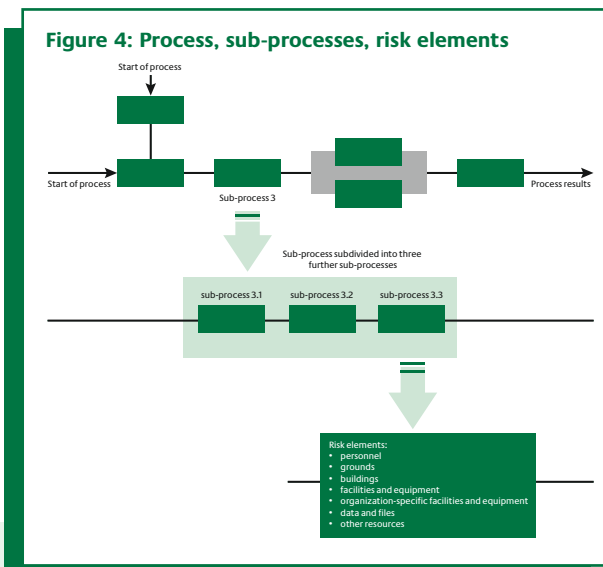 Figure 4: Process, sub-processes, risk elements
Start of process
Start of process
Process results
Sub-process 3
Sub-process subdivided into three
further sub-processes
sub-process 3.1
sub-process 3.2
sub-process 3.3
Risk elements:
• personnel
• grounds
• buildings
• facilities and equipment
• organization-specific facilities and equipment
• data and files
• other resources